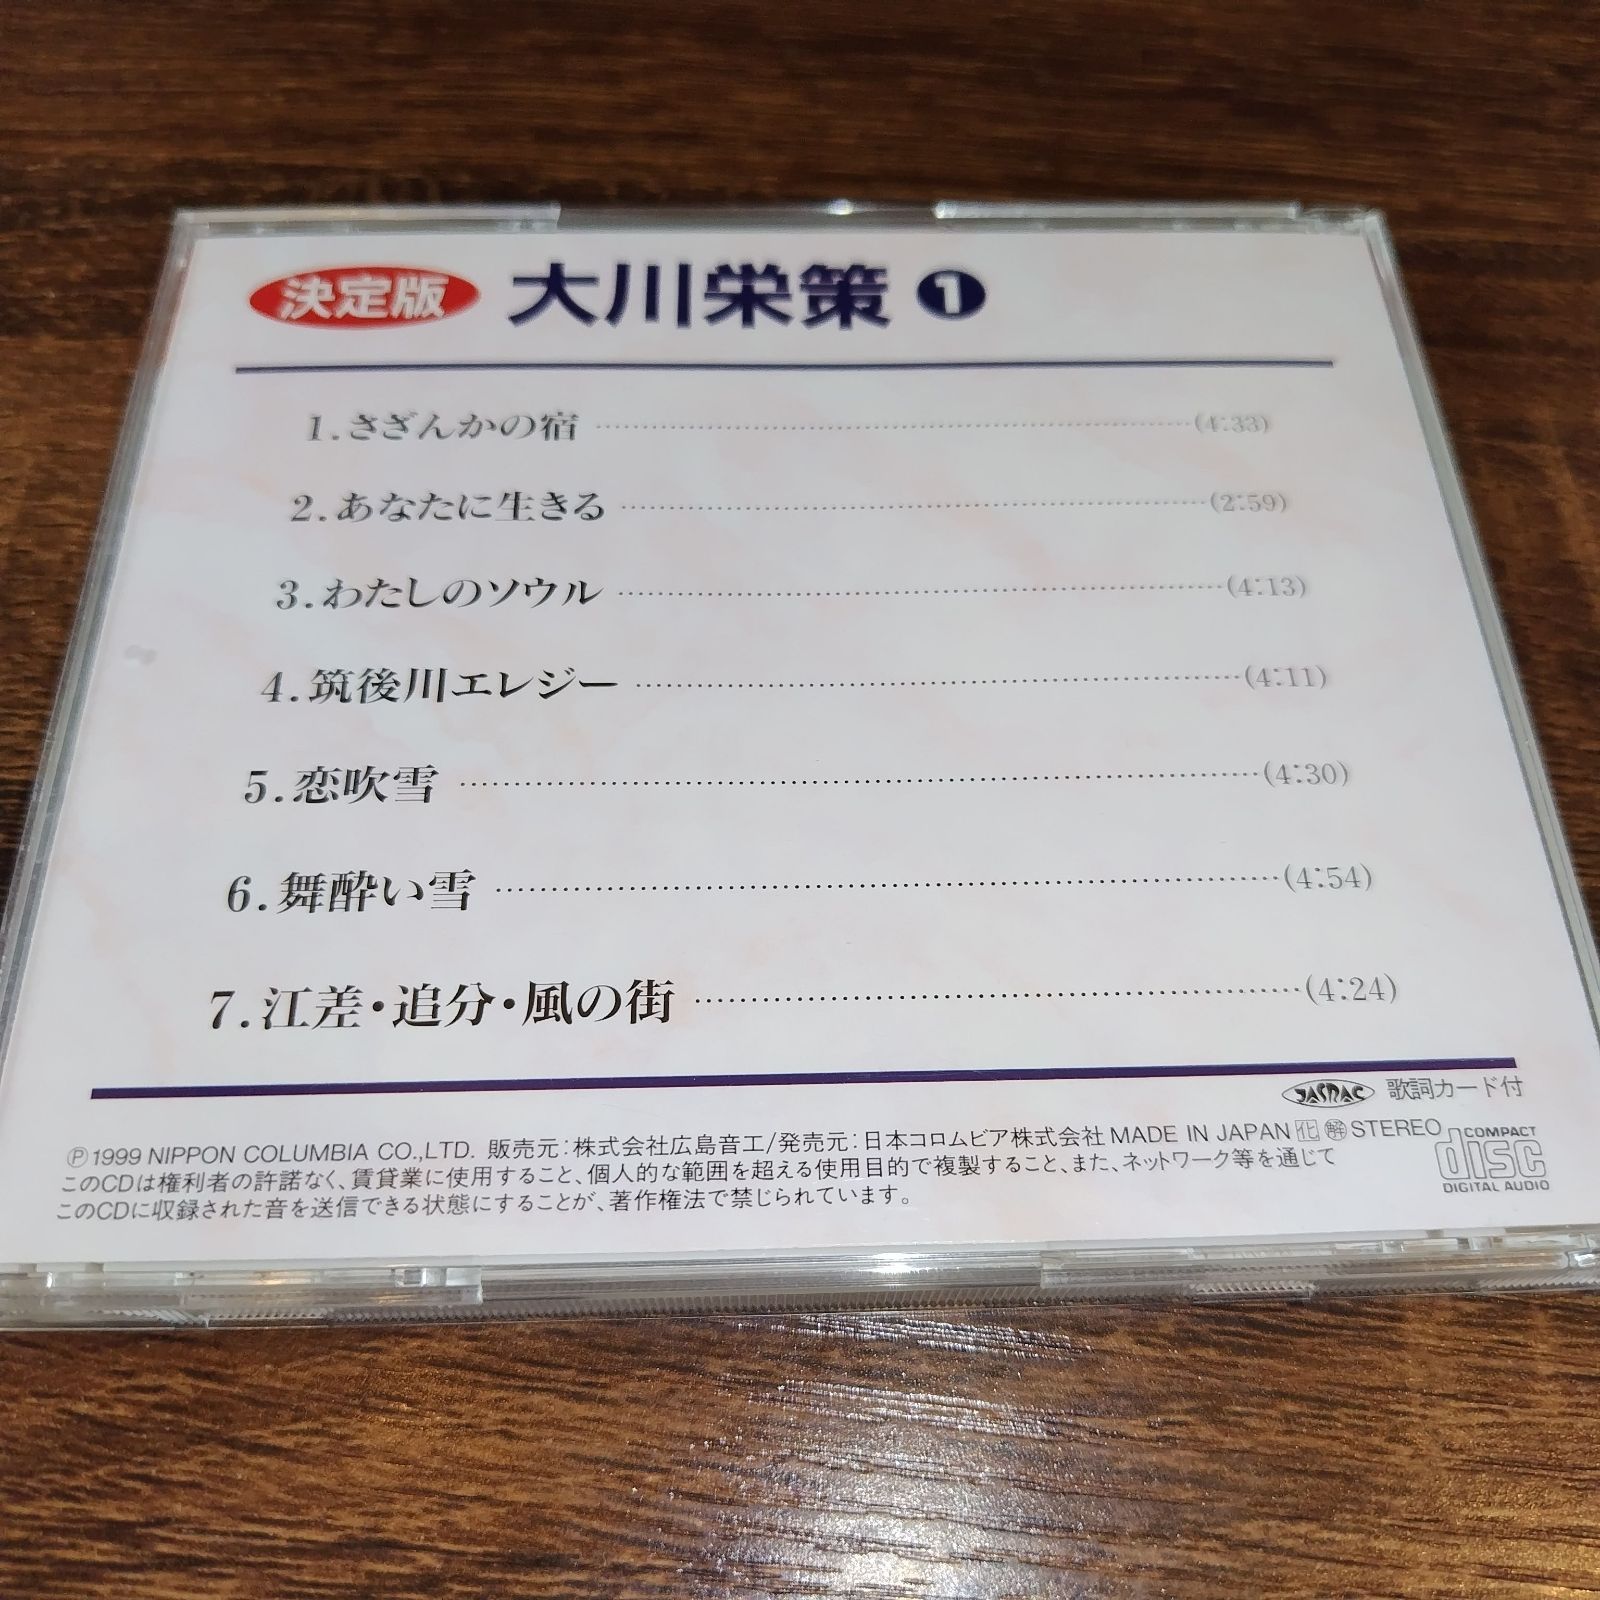 決定版 大川栄策 1
1.さざんかの宿 (4:33)
2.あなたに生きる (2:59)
3.わたしのソウル (4:13)
4.筑後川エレジー (4:11)
5.恋吹雪 (4:30)
6.舞酔い雪 (4:54)
7.江差・追分・風の街 (4:24)
JASRAC 歌詞カード付
Ⓟ1999 NIPPON COLUMBIA CO.,LTD. 販売元:株式会社広島音工/発売元:日本コロムビア株式会社 MADE IN JAPAN 化 解 STEREO
このCDは権利者の許諾なく、賃貸業に使用すること、個人的な範囲を超える使用目的で複製すること、また、ネットワーク等を通じて
このCDに収録された音を送信できる状態にすることが、著作権法で禁じられています。
COMPACT
disc
DIGITAL AUDIO